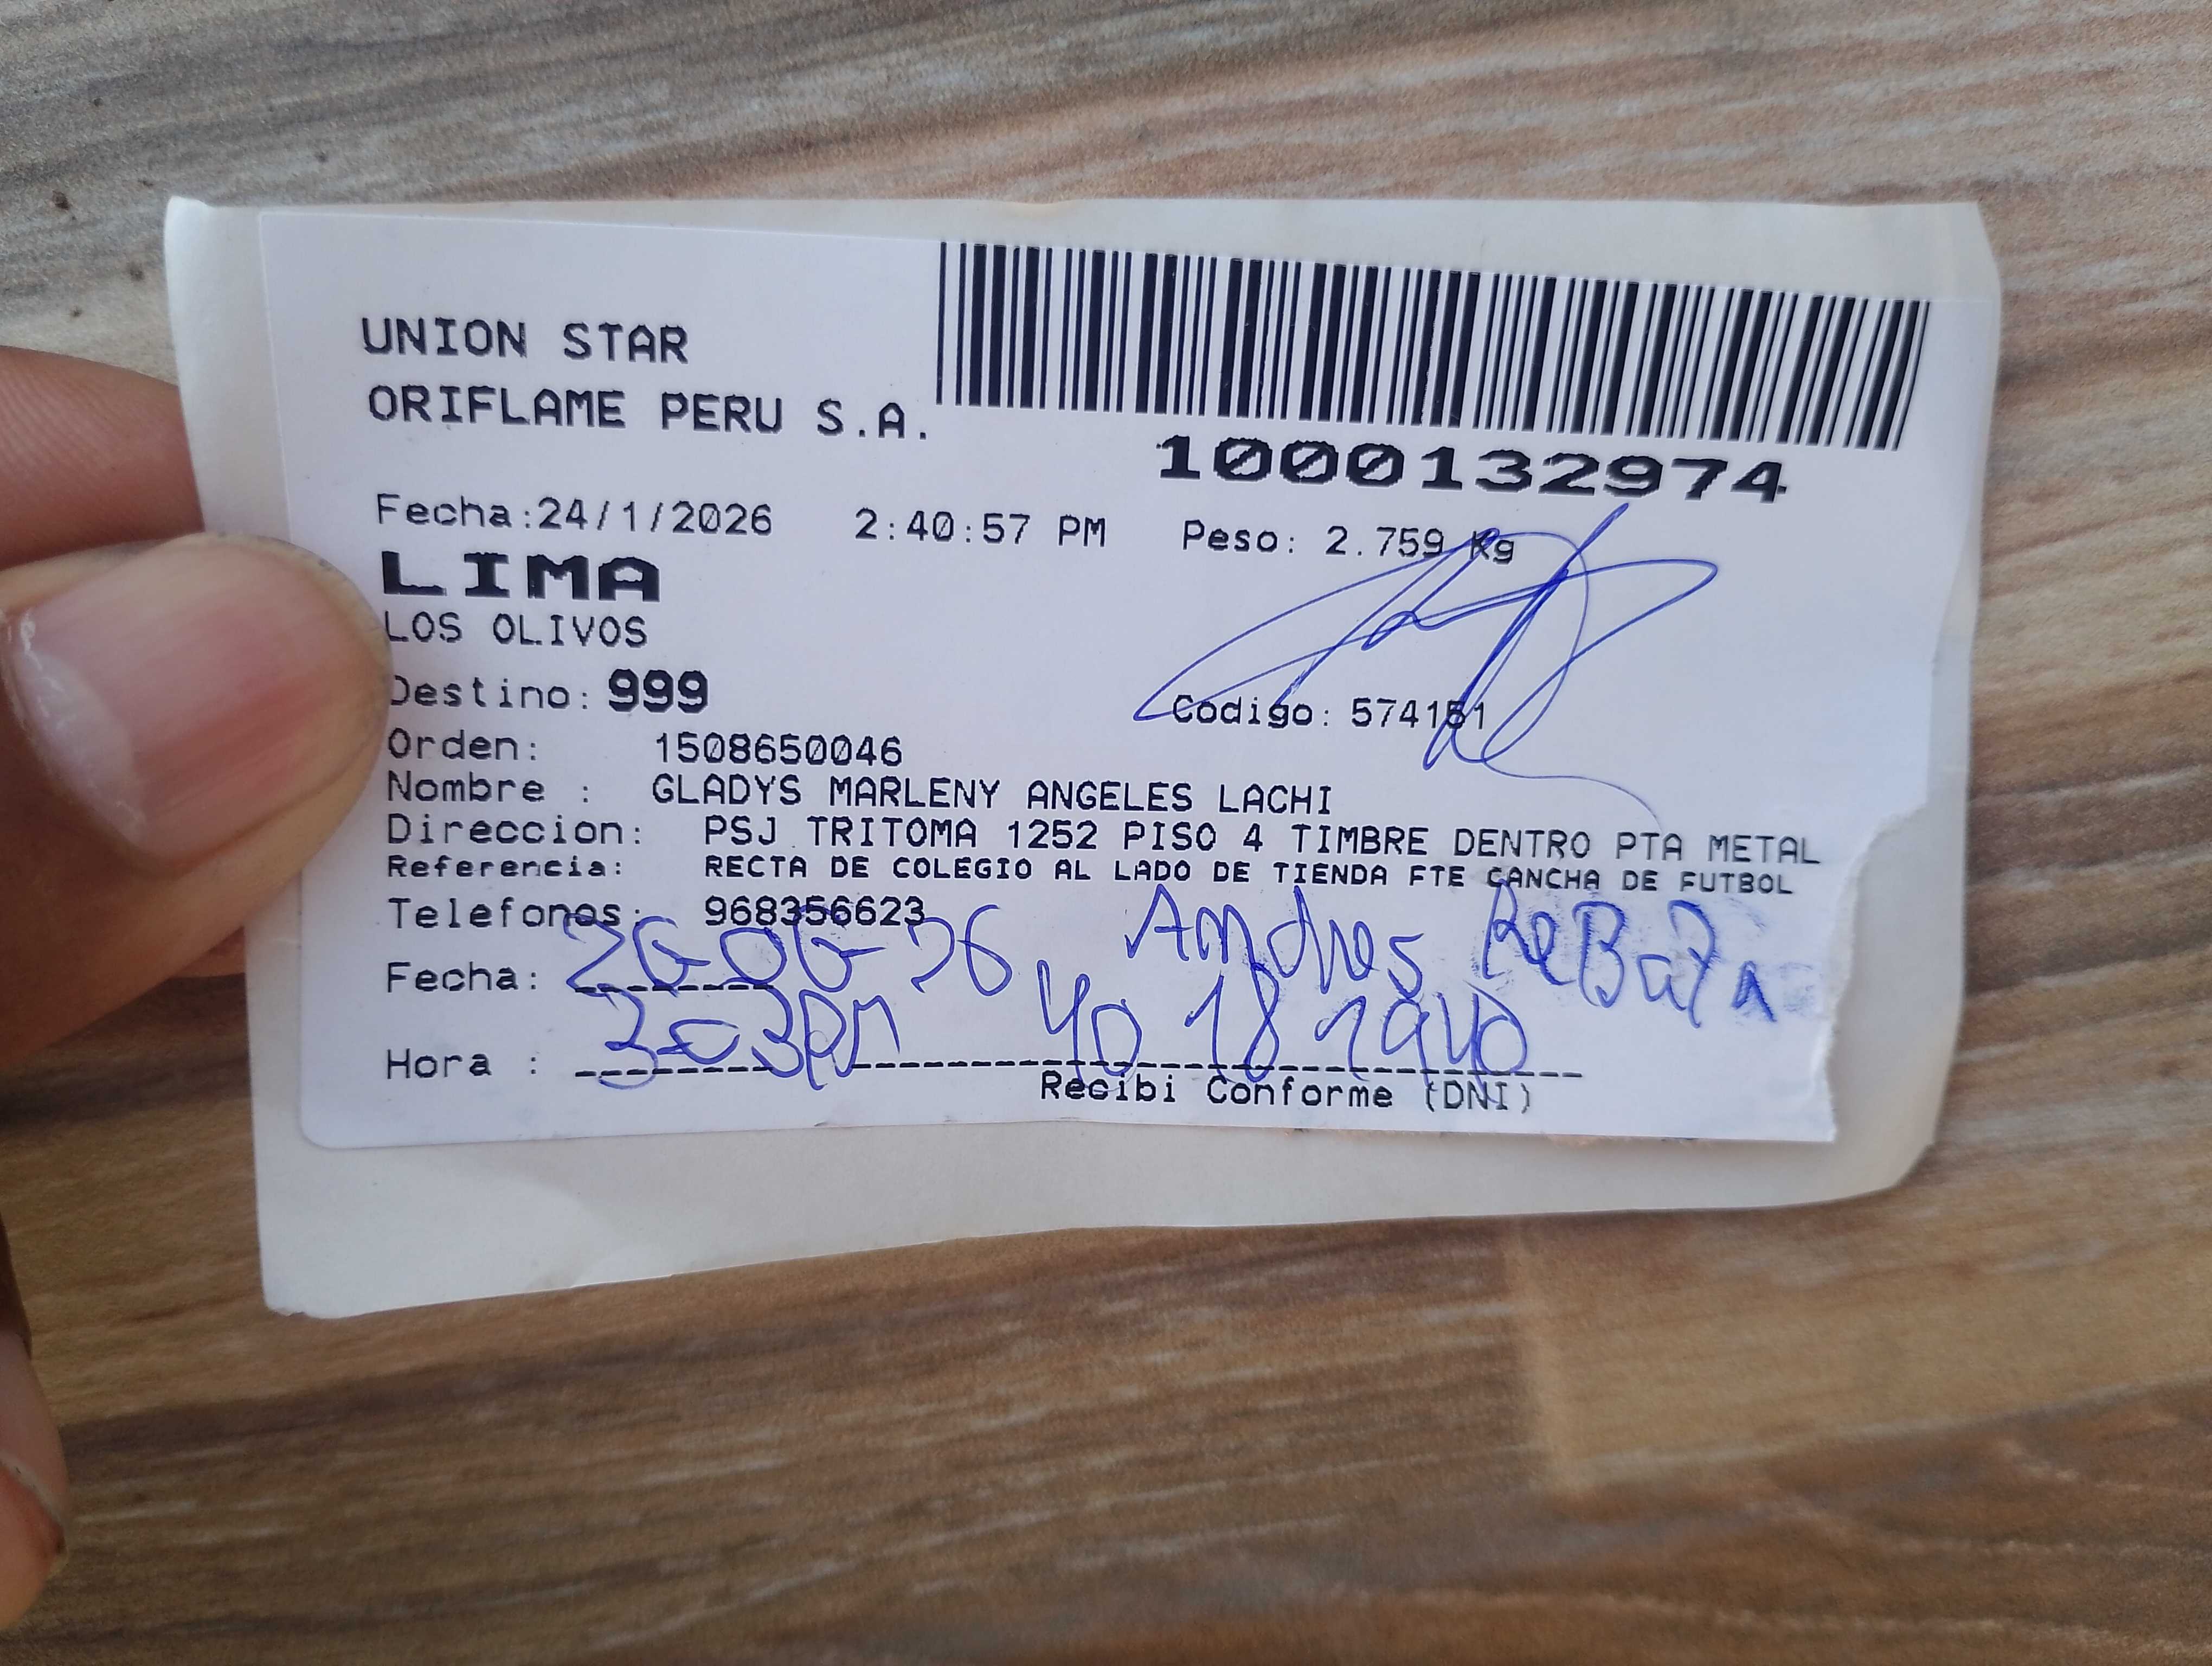 UNION STAR
ORIFLAME PERU S.A.
1000132974
Fecha:24/1/2026 2:40:57 PM Peso: 2.759 Kg
LIMA
LOS OLIVOS
Destino: 999
Codigo: 574151
Orden: 1508650046
Nombre : GLADYS MARLENY ANGELES LACHI
Direccion: PSJ TRITOMA 1252 PISO 4 TIMBRE DENTRO PTA METAL
Referencia: RECTA DE COLEGIO AL LADO DE TIENDA FTE CANCHA DE FUTBOL
Telefonos: 968356623
Andres
Fecha:
Hora :
Recibi Conforme (DNI)